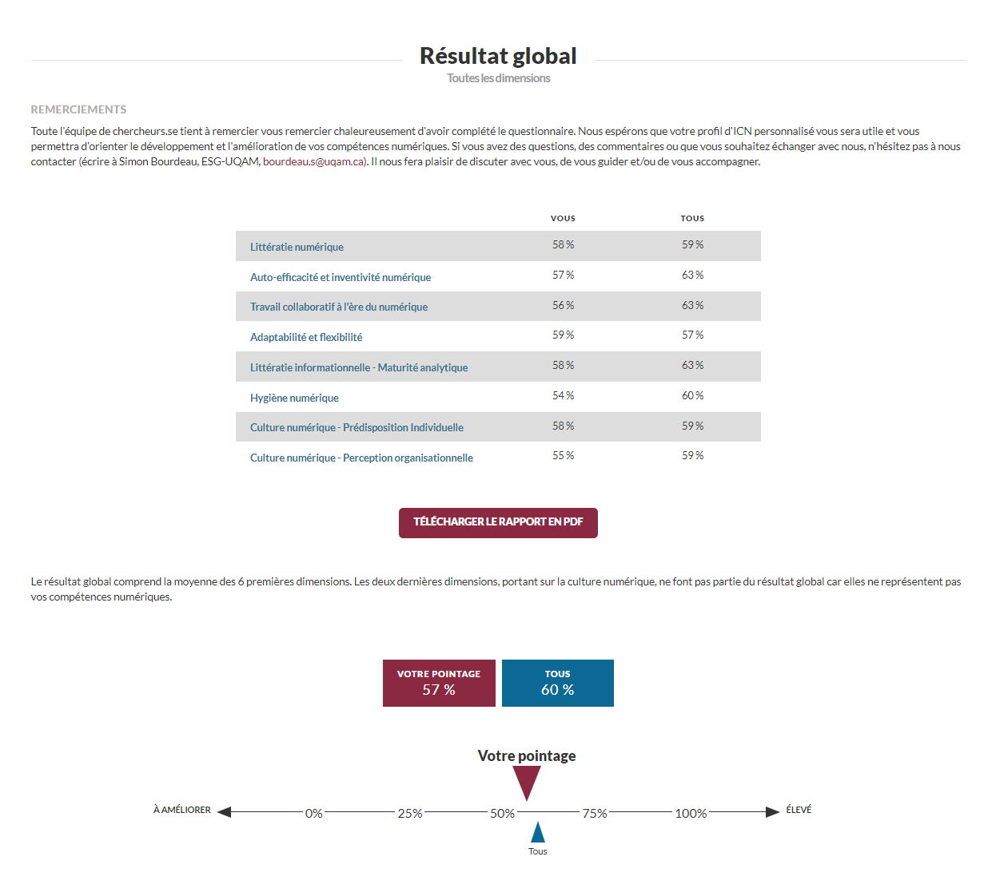 Résultat global
Toutes les dimensions
REMERCIEMENTS
Toute l'équipe de chercheurs.se tient à remercier vous remercier chaleureusement d'avoir complété le questionnaire. Nous espérons que votre profil d'ICN personnalisé vous sera utile et vous
permettra d'orienter le développement et l'amélioration de vos compétences numériques. Si vous avez des questions, des commentaires ou que vous souhaitez échanger avec nous, n'hésitez pas à nous
contacter (écrire à Simon Bourdeau, ESG-UQAM, bourdeau.s@uqam.ca). Il nous fera plaisir de discuter avec vous, de vous guider et/ou de vous accompagner.
VOUS TOUS
Littératie numérique 58 % 59 %
Auto-efficacité et inventivité numérique 57 % 63 %
Travail collaboratif à l'ère du numérique 56 % 63 %
Adaptabilité et flexibilité 59 % 57 %
Littératie informationnelle - Maturité analytique 58 % 63 %
Hygiène numérique 54 % 60 %
Culture numérique - Prédisposition Individuelle 58 % 59 %
Culture numérique - Perception organisationnelle 55 % 59 %
TÉLÉCHARGER LE RAPPORT EN PDF
Le résultat global comprend la moyenne des 6 premières dimensions. Les deux dernières dimensions, portant sur la culture numérique, ne font pas partie du résultat global car elles ne représentent pas
vos compétences numériques.
VOTRE POINTAGE TOUS
57 % 60 %
Votre pointage
À AMÉLIORER 0% 25% 50% 75% 100% ÉLEVÉ
Tous